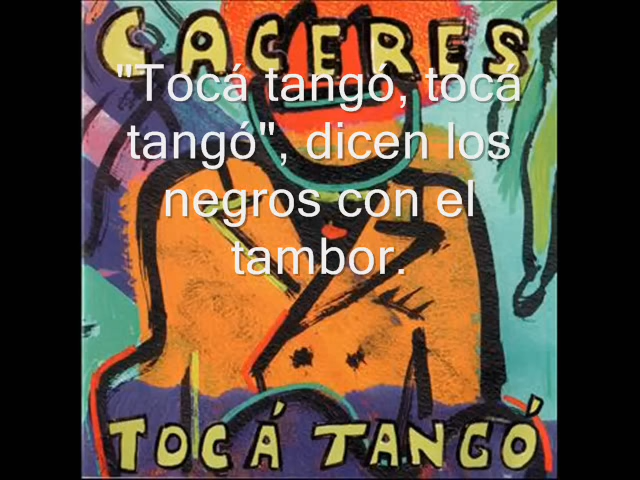 CACERES
"Tocá tangó, tocá
tangó", dicen los
negros con el
tambor.
TOCÁ TANGÓ